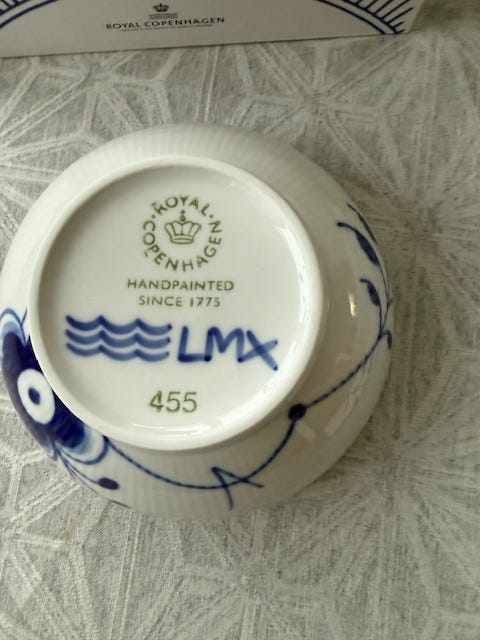 ROYAL COPENHAGEN
ROYAL COPENHAGEN
HANDPAINTED
SINCE 1775
LMX
455